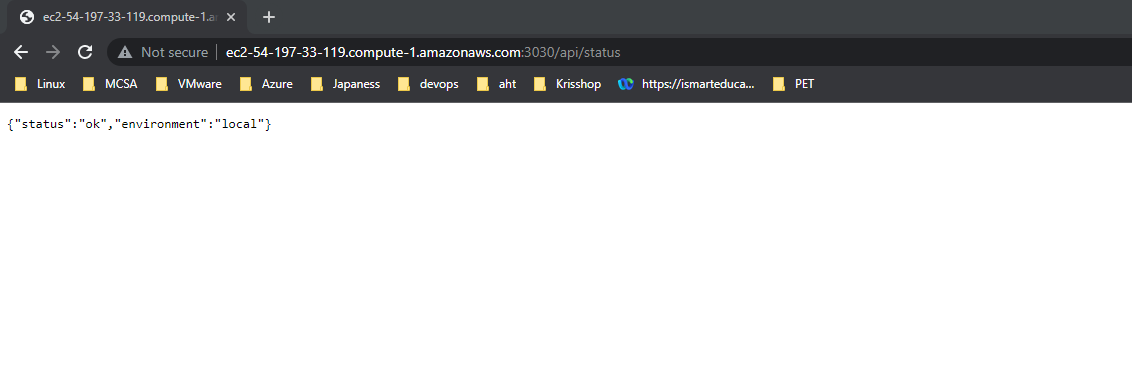 ec2-54-197-33-119.compute-1.a
Not secure ec2-54-197-33-119.compute-1.amazonaws.com:3030/api/status
Linux MCSA VMware Azure Japaness devops aht Krisshop https://ismarteduca... PET
{"status":"ok","environment":"local"}